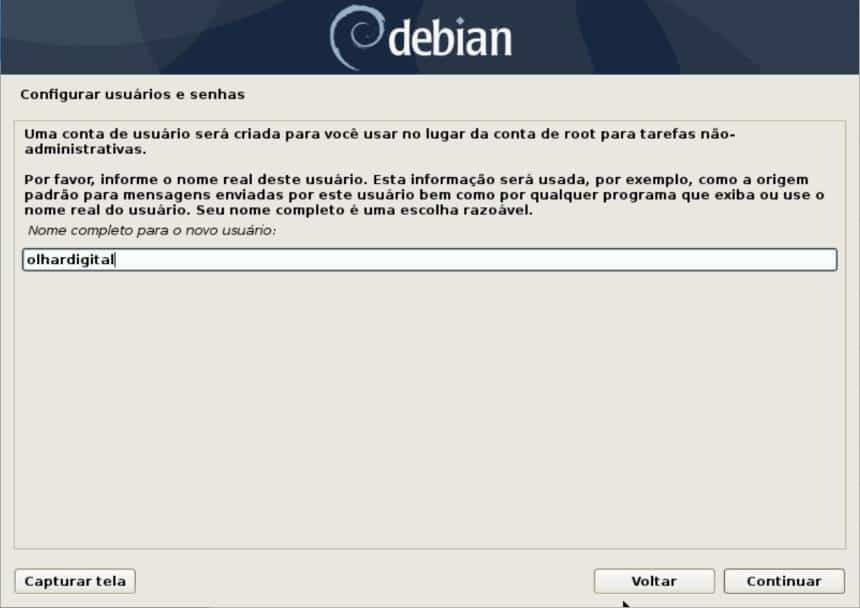 debian
Configurar usuários e senhas
Uma conta de usuário será criada para você usar no lugar da conta de root para tarefas não-
administrativas.
Por favor, informe o nome real deste usuário. Esta informação será usada, por exemplo, como a origem
padrão para mensagens enviadas por este usuário bem como por qualquer programa que exiba ou use o
nome real do usuário. Seu nome completo é uma escolha razoável.
Nome completo para o novo usuário:
olhardigital
Capturar tela
Voltar
Continuar